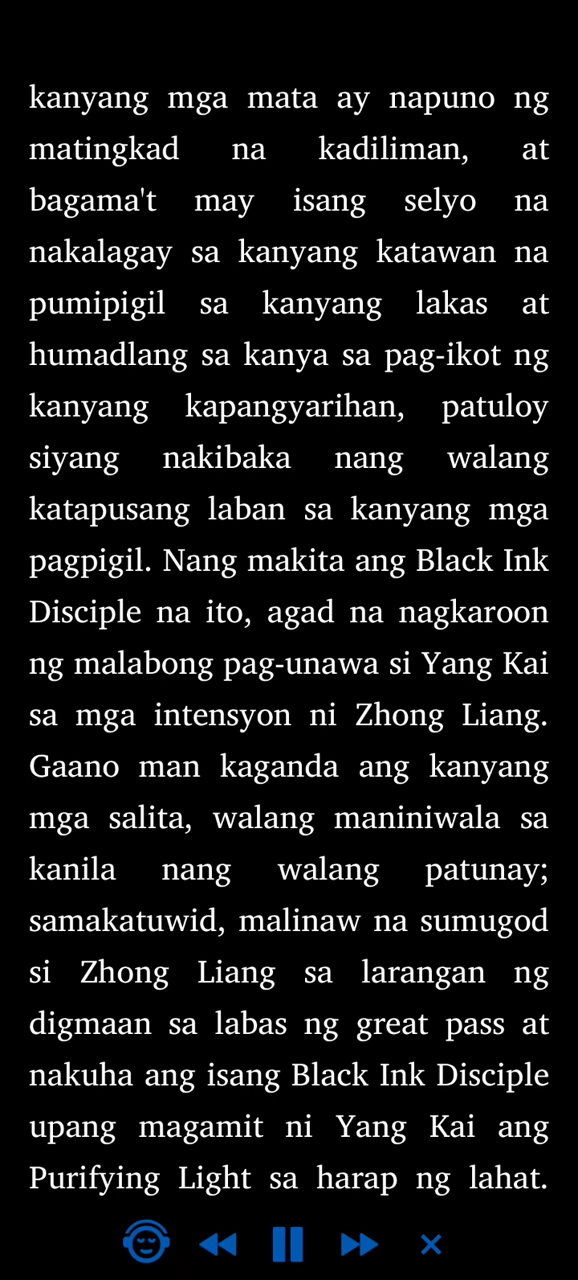 kanyang mga mata ay napuno ng
matingkad na kadiliman, at
bagama't may isang selyo na
nakalagay sa kanyang katawan na
pumipigil sa kanyang lakas at
humadlang sa kanya sa pag-ikot ng
kanyang kapangyarihan, patuloy
siyang nakibaka nang walang
katapusang laban sa kanyang mga
pagpigil. Nang makita ang Black Ink
Disciple na ito, agad na nagkaroon
ng malabong pag-unawa si Yang Kai
sa mga intensyon ni Zhong Liang.
Gaano man kaganda ang kanyang
mga salita, walang maniniwala sa
kanila nang walang patunay;
samakatuwid, malinaw na sumugod
si Zhong Liang sa larangan ng
digmaan sa labas ng great pass at
nakuha ang isang Black Ink Disciple
upang magamit ni Yang Kai ang
Purifying Light sa harap ng lahat.